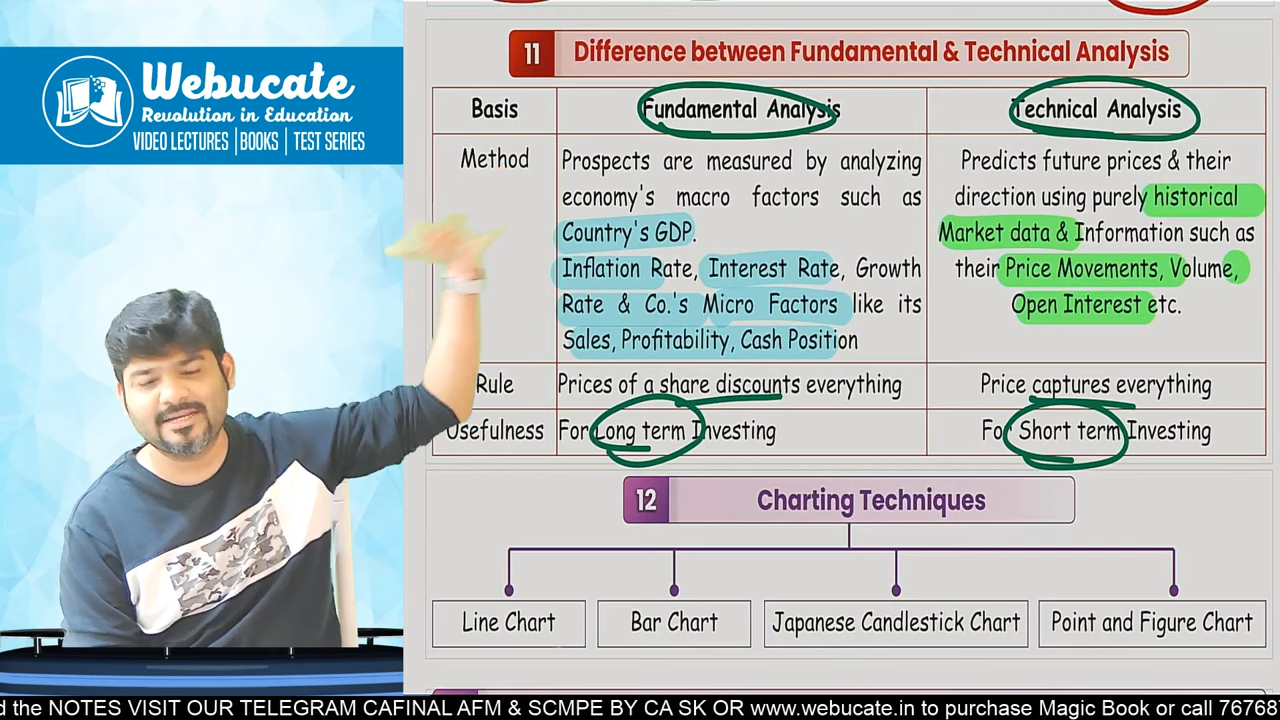 Webucate
Revolution in Education
VIDEO LECTURES | BOOKS | TEST SERIES
11 Difference between Fundamental & Technical Analysis
Basis Fundamental Analysis Technical Analysis
Method
Prospects are measured by analyzing
economy's macro factors such as
Country's GDP.
Inflation Rate, Interest Rate, Growth
Rate & Co.'s Micro Factors like its
Sales, Profitability, Cash Position
Predicts future prices & their
direction using purely historical
Market data & Information such as
their Price Movements, Volume,
Open Interest etc.
Rule Prices of a share discounts everything Price captures everything
Usefulness For Long term Investing For Short term Investing
12 Charting Techniques
Line Chart Bar Chart Japanese Candlestick Chart Point and Figure Chart
d the NOTES VISIT OUR TELEGRAM CAFINAL AFM & SCMPE BY CA SK OR www.webucate.in to purchase Magic Book or call 76768